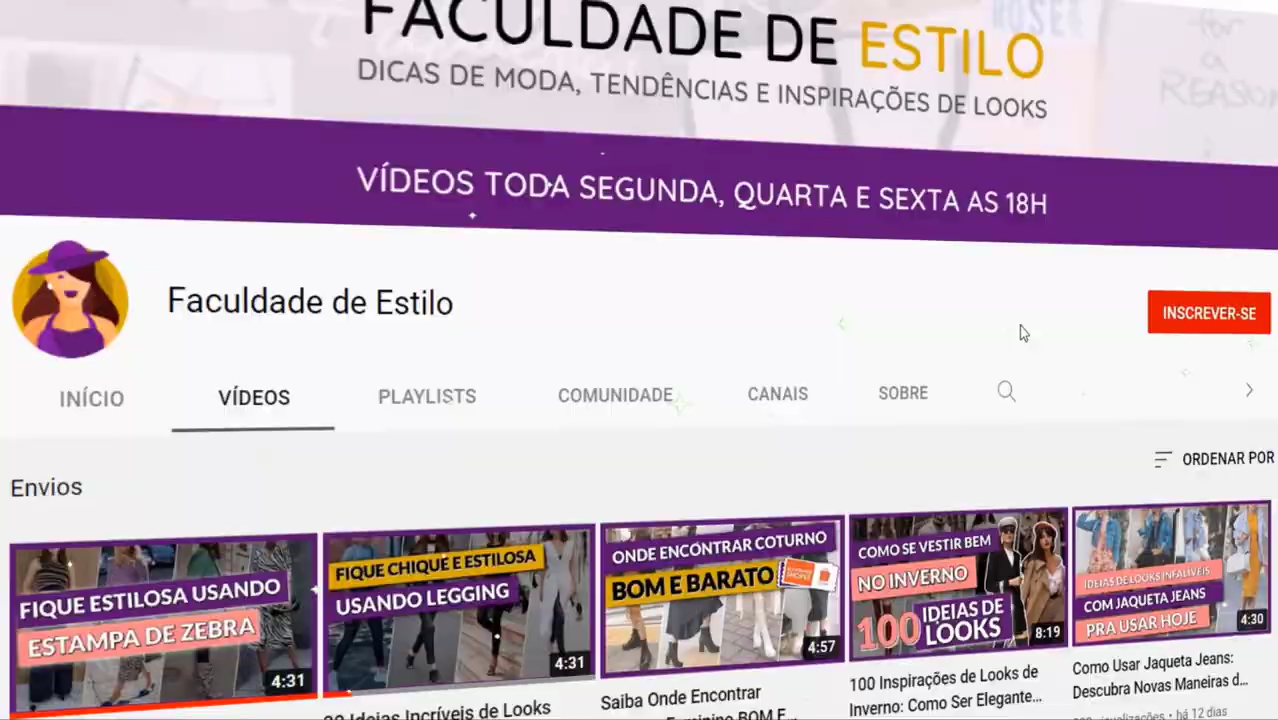 FACULDADE DE ESTILO
DICAS DE MODA, TENDÊNCIAS E INSPIRAÇÕES DE LOOKS
for
a
REASON
VÍDEOS TODA SEGUNDA, QUARTA E SEXTA AS 18H
Faculdade de Estilo
INSCREVER-SE
INÍCIO
VÍDEOS
PLAYLISTS
COMUNIDADE
CANAIS
SOBRE
ORDENAR POR
Envios
FIQUE ESTILOSA USANDO
ESTAMPA DE ZEBRA
4:31
FIQUE CHIQUE E ESTILOSA
USANDO LEGGING
4:31
ONDE ENCONTRAR COTURNO
BOM E BARATO
4:57
COMO SE VESTIR BEM
NO INVERNO
100 IDEIAS DE
LOOKS
8:19
IDEIAS DE LOOKS INFALÍVEIS
COM JAQUETA JEANS
PRA USAR HOJE
4:30
Ideias Incríveis de Looks
Saiba Onde Encontrar
BOM E...
100 Inspirações de Looks de
Inverno: Como Ser Elegante...
Como Usar Jaqueta Jeans:
Descubra Novas Maneiras d...
há 12 dias